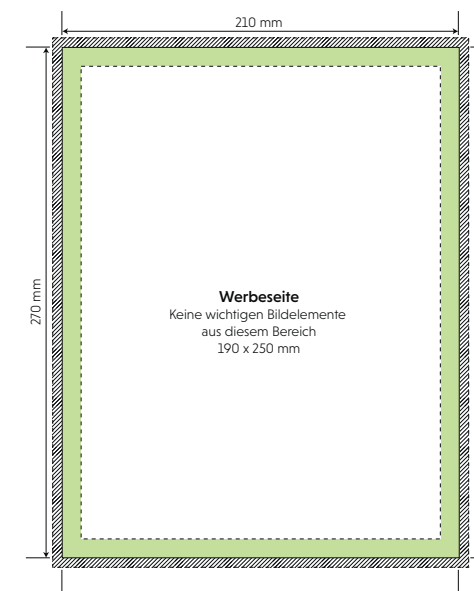 210 mm
270 mm
Werbeseite
Keine wichtigen Bildelemente
aus diesem Bereich
190 x 250 mm